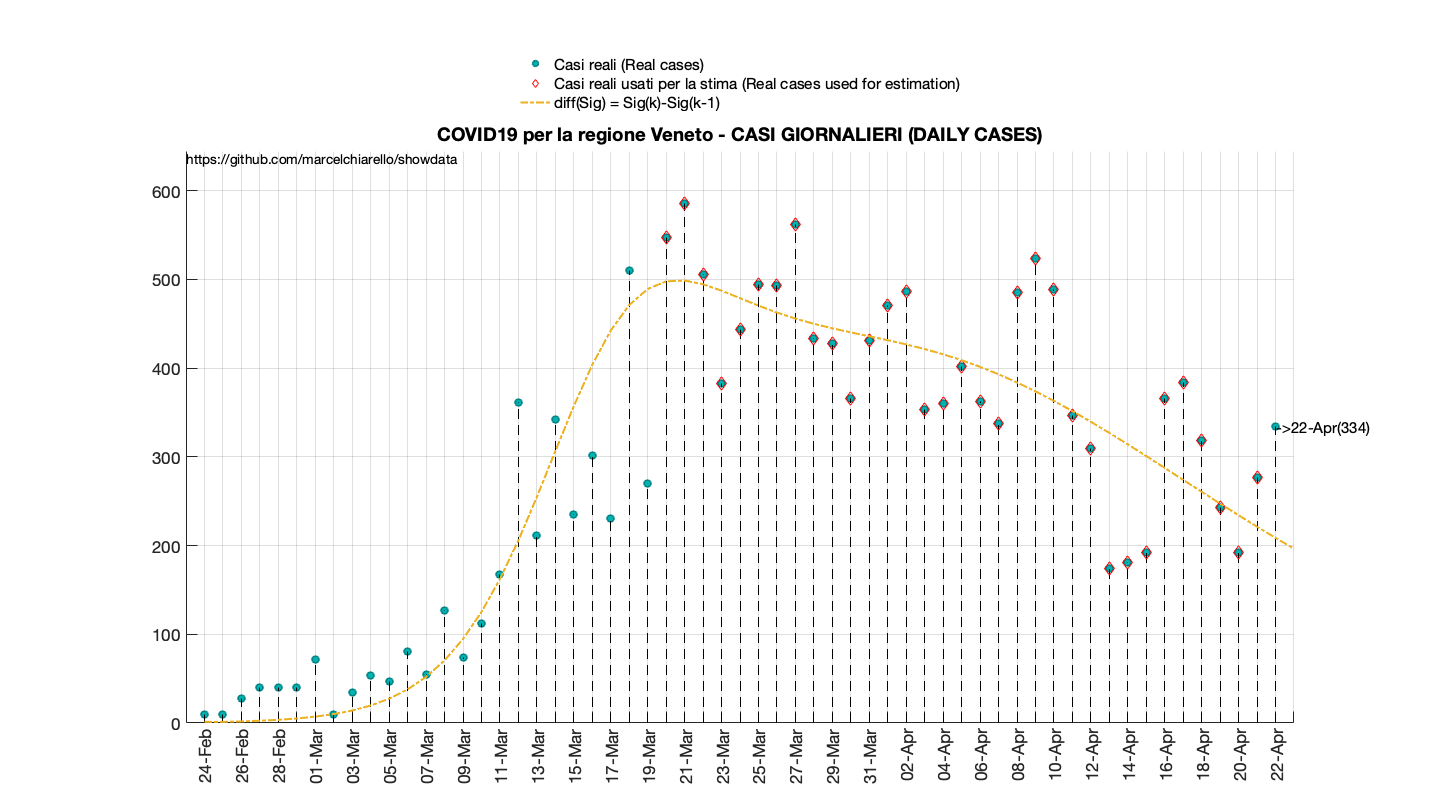 Casi reali (Real cases)
Casi reali usati per la stima (Real cases used for estimation)
diff(Sig) = Sig(k)-Sig(k-1)
COVID19 per la regione Veneto - CASI GIORNALIERI (DAILY CASES)
https://github.com/marcelchiarello/showdata
600
500
400
300
200
100
0
->22-Apr(334)
24-Feb
26-Feb
28-Feb
01-Mar
03-Mar
05-Mar
07-Mar
09-Mar
11-Mar
13-Mar
15-Mar
17-Mar
19-Mar
21-Mar
23-Mar
25-Mar
27-Mar
29-Mar
31-Mar
02-Apr
04-Apr
06-Apr
08-Apr
10-Apr
12-Apr
14-Apr
16-Apr
18-Apr
20-Apr
22-Apr